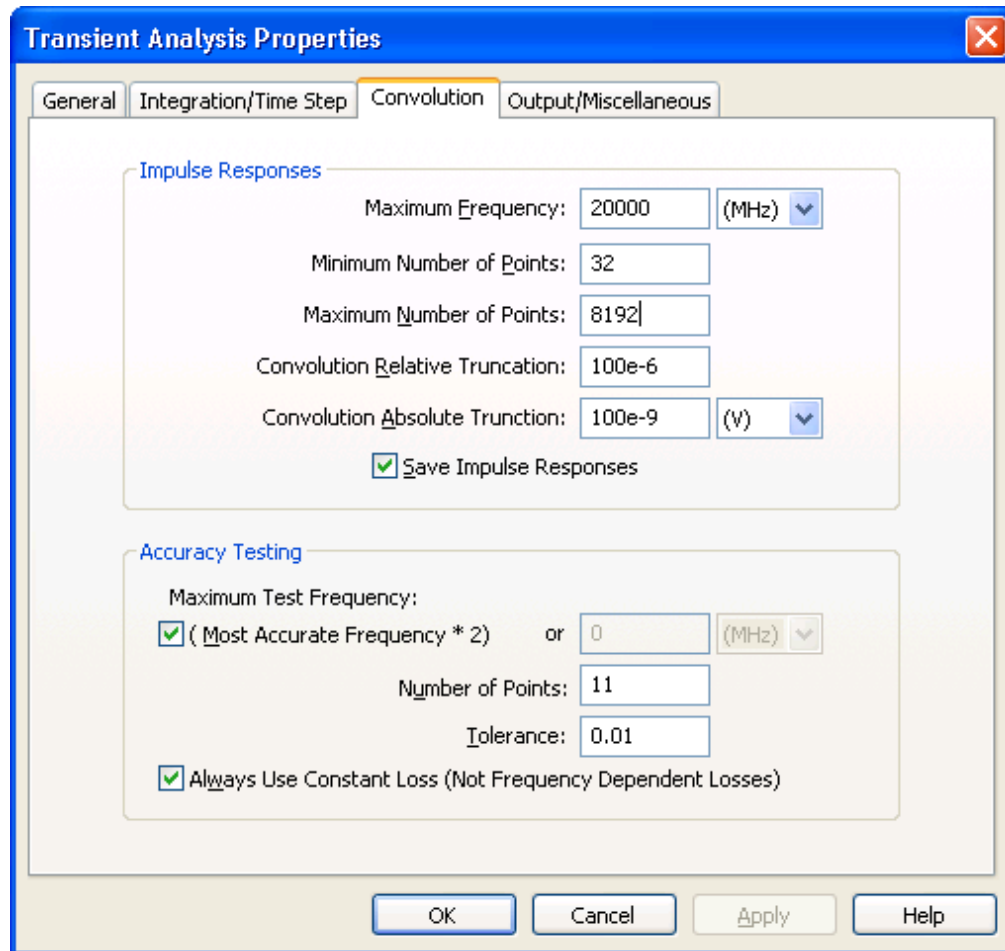 Transient Analysis Properties
General Integration/Time Step Convolution Output/Miscellaneous
Impulse Responses
Maximum Frequency: 20000 (MHz)
Minimum Number of Points: 32
Maximum Number of Points: 8192
Convolution Relative Truncation: 100e-6
Convolution Absolute Trunction: 100e-9 (V)
Save Impulse Responses
Accuracy Testing
Maximum Test Frequency:
( Most Accurate Frequency * 2) or 0 (MHz)
Number of Points: 11
Tolerance: 0.01
Always Use Constant Loss (Not Frequency Dependent Losses)
OK Cancel Apply Help